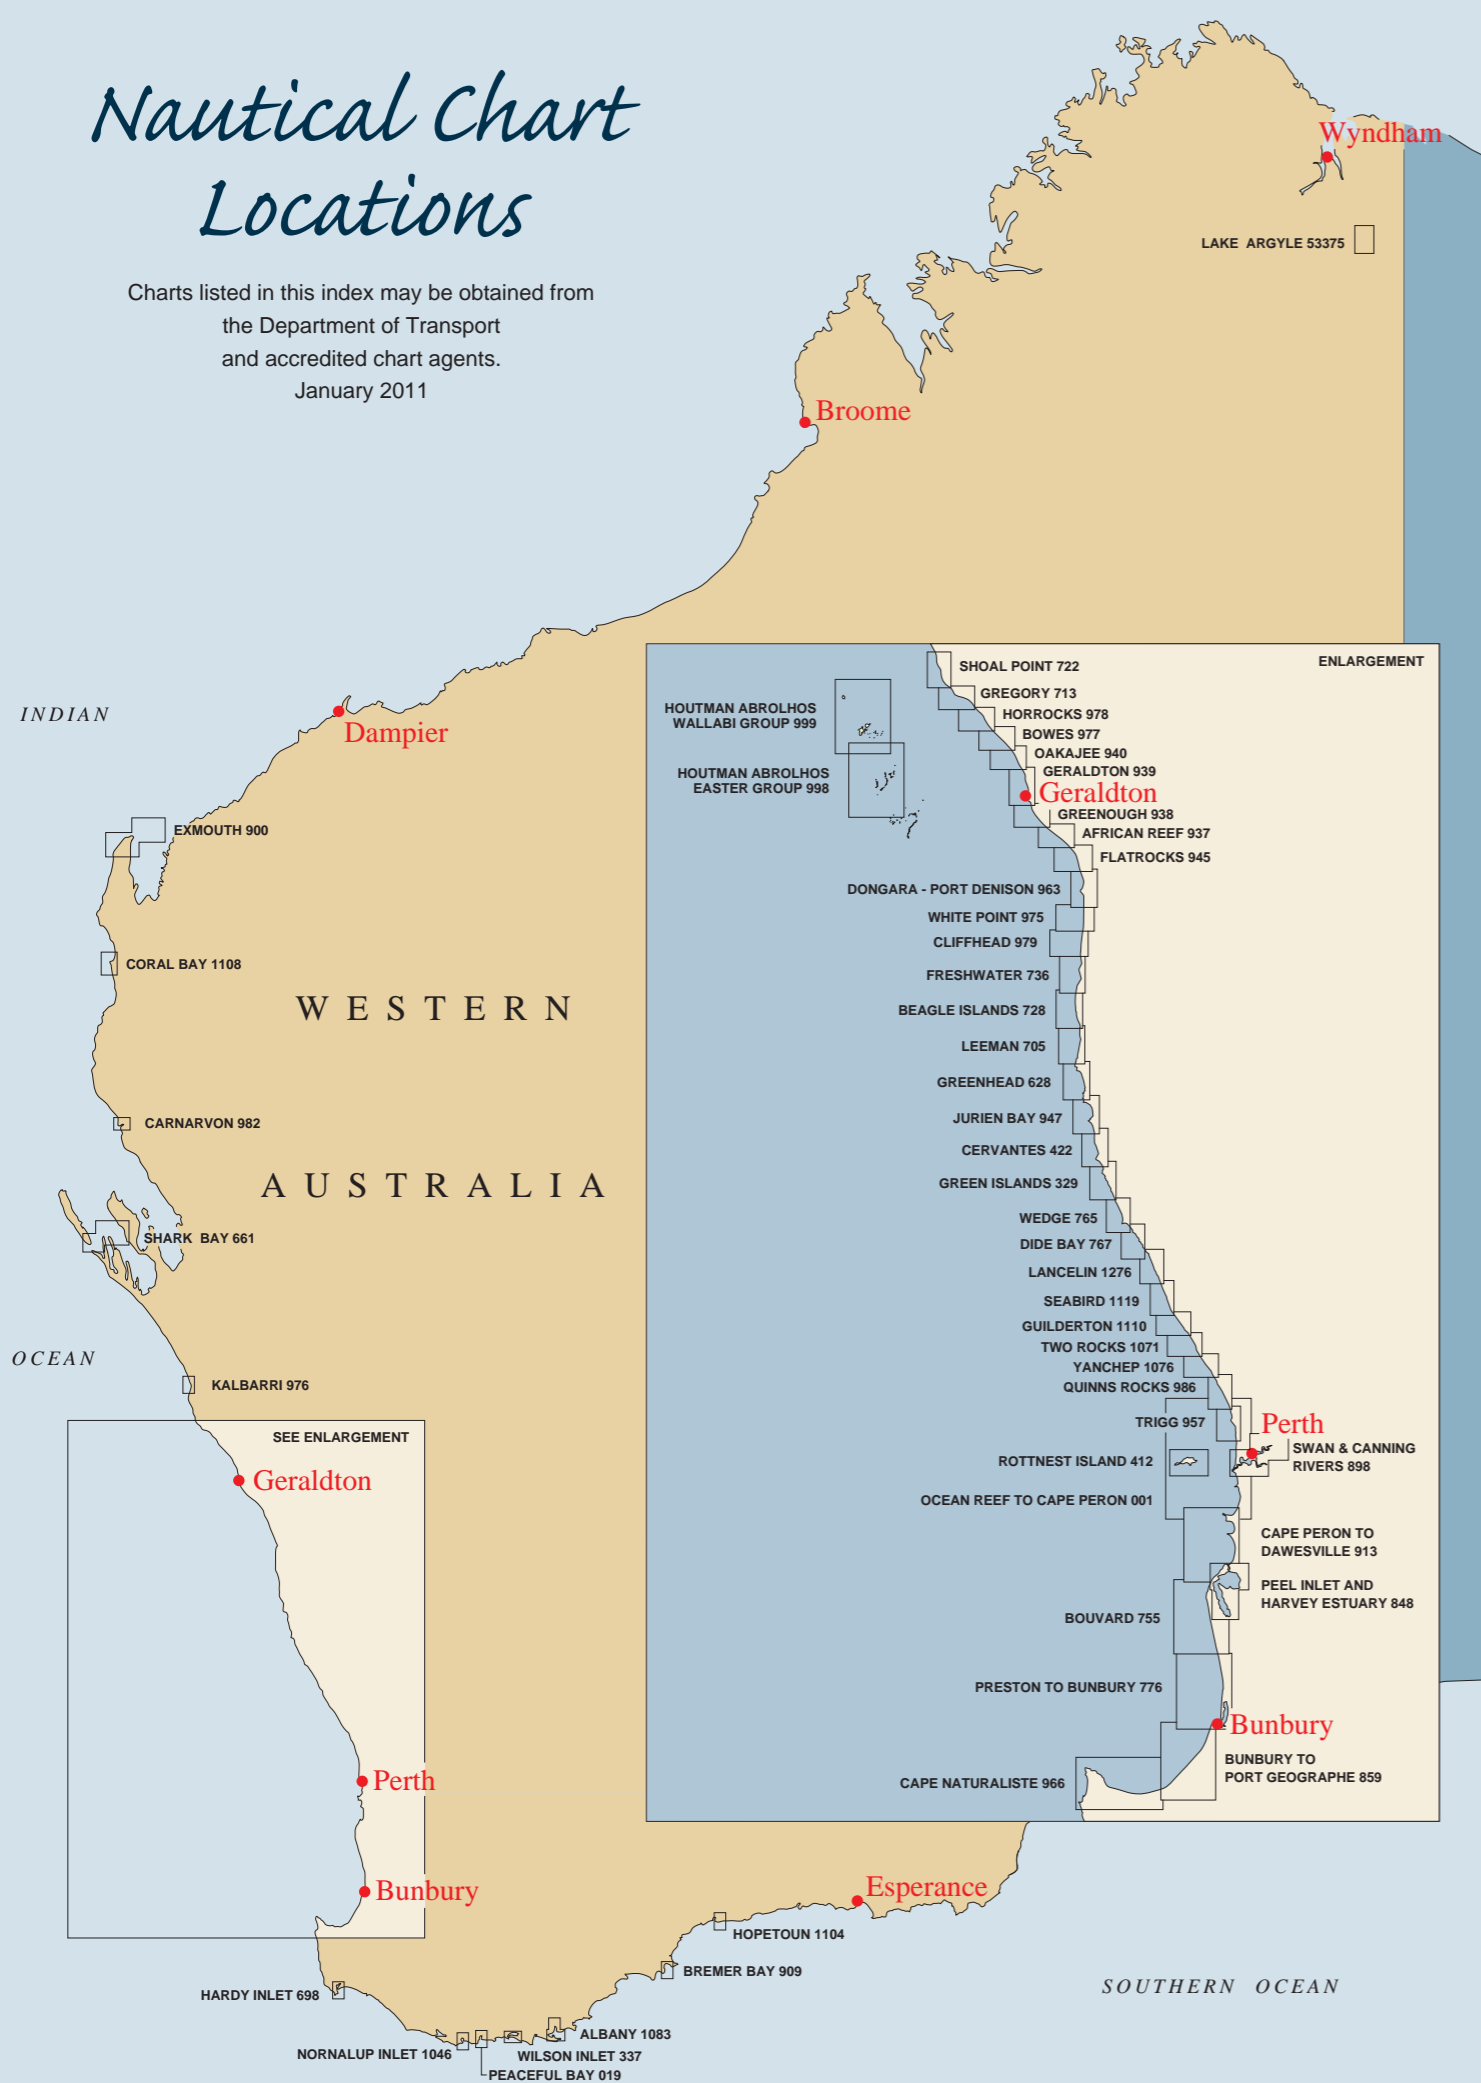 Nautical Chart
Locations
Charts listed in this index may be obtained from
the Department of Transport
and accredited chart agents.
January 2011
Wyndham
LAKE ARGYLE 53375
Broome
INDIAN
Dampier
EXMOUTH 900
CORAL BAY 1108
WESTERN
CARNARVON 982
AUSTRALIA
SHARK BAY 661
OCEAN
KALBARRI 976
SEE ENLARGEMENT
Geraldton
Perth
Bunbury
HARDY INLET 698
NORNALUP INLET 1046
PEACEFUL BAY 019
WILSON INLET 337
ALBANY 1083
BREMER BAY 909
HOPETOUN 1104
Esperance
SOUTHERN OCEAN
ENLARGEMENT
SHOAL POINT 722
GREGORY 713
HOUTMAN ABROLHOS
WALLABI GROUP 999
HORROCKS 978
BOWES 977
OAKAJEE 940
HOUTMAN ABROLHOS
EASTER GROUP 998
GERALDTON 939
Geraldton
GREENOUGH 938
AFRICAN REEF 937
FLATROCKS 945
DONGARA - PORT DENISON 963
WHITE POINT 975
CLIFFHEAD 979
FRESHWATER 736
BEAGLE ISLANDS 728
LEEMAN 705
GREENHEAD 628
JURIEN BAY 947
CERVANTES 422
GREEN ISLANDS 329
WEDGE 765
DIDE BAY 767
LANCELIN 1276
SEABIRD 1119
GUILDERTON 1110
TWO ROCKS 1071
YANCHEP 1076
QUINNS ROCKS 986
TRIGG 957
Perth
SWAN & CANNING
RIVERS 898
ROTTNEST ISLAND 412
OCEAN REEF TO CAPE PERON 001
CAPE PERON TO
DAWESVILLE 913
PEEL INLET AND
HARVEY ESTUARY 848
BOUVARD 755
PRESTON TO BUNBURY 776
Bunbury
BUNBURY TO
PORT GEOGRAPHE 859
CAPE NATURALISTE 966